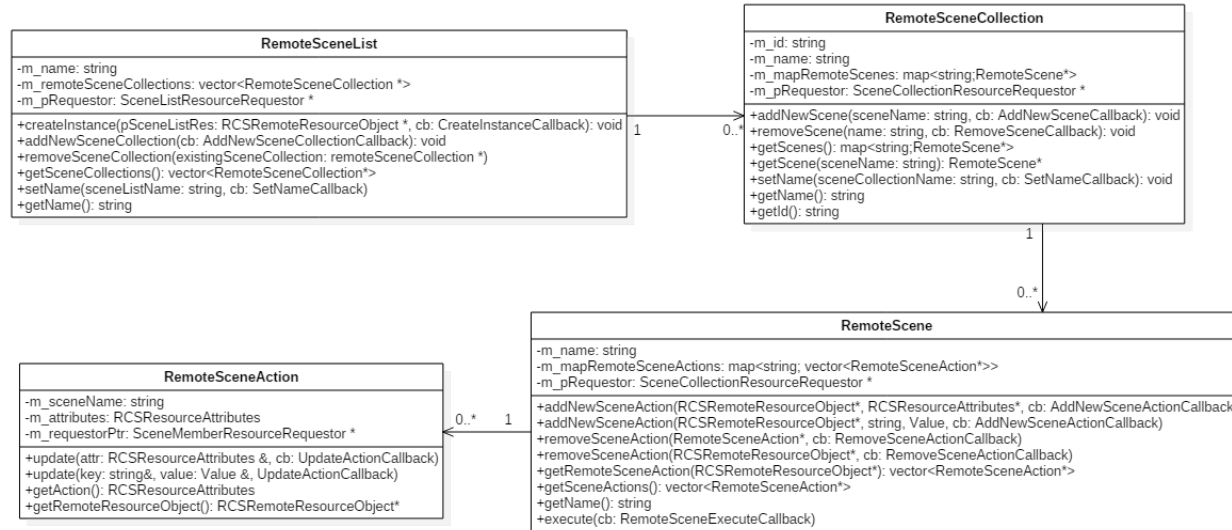 RemoteSceneList
-m_name: string
-m_remoteSceneCollections: vector<RemoteSceneCollection *>
-m_pRequestor: SceneListResourceRequestor *
+createInstance(pSceneListRes: RCSRemoteResourceObject *, cb: CreateInstanceCallback): void
+addNewSceneCollection(cb: AddNewSceneCollectionCallback): void
+removeSceneCollection(existingSceneCollection: remoteSceneCollection *)
+getSceneCollections(): vector<RemoteSceneCollection*>
+setName(sceneListName: string, cb: SetNameCallback)
+getName(): string
1
0..*
RemoteSceneCollection
-m_id: string
-m_name: string
-m_mapRemoteScenes: map<string;RemoteScene*>
-m_pRequestor: SceneCollectionResourceRequestor *
+addNewScene(sceneName: string, cb: AddNewSceneCallback): void
+removeScene(name: string, cb: RemoveSceneCallback): void
+getScenes(): map<string;RemoteScene*>
+getScene(sceneName: string): RemoteScene*
+setName(sceneCollectionName: string, cb: SetNameCallback): void
+getName(): string
+getId(): string
1
0..*
RemoteScene
-m_name: string
-m_mapRemoteSceneActions: map<string; vector<RemoteSceneAction*>>
-m_pRequestor: SceneCollectionResourceRequestor *
+addNewSceneAction(RCSRemoteResourceObject*, RCSResourceAttributes*, cb: AddNewSceneActionCallback)
+addNewSceneAction(RCSRemoteResourceObject*, string, Value, cb: AddNewSceneActionCallback)
+removeSceneAction(RemoteSceneAction*, cb: RemoveSceneActionCallback)
+removeSceneAction(RCSRemoteResourceObject*, cb: RemoveSceneActionCallback)
+getRemoteSceneAction(RCSRemoteResourceObject*): vector<RemoteSceneAction*>
+getSceneActions(): vector<RemoteSceneAction*>
+getName(): string
+execute(cb: RemoteSceneExecuteCallback)
0..*
1
RemoteSceneAction
-m_sceneName: string
-m_attributes: RCSResourceAttributes
-m_requestorPtr: SceneMemberResourceRequestor *
+update(attr: RCSResourceAttributes &, cb: UpdateActionCallback)
+update(key: string&, value: Value &, UpdateActionCallback)
+getAction(): RCSResourceAttributes
+getRemoteResourceObject(): RCSRemoteResourceObject*